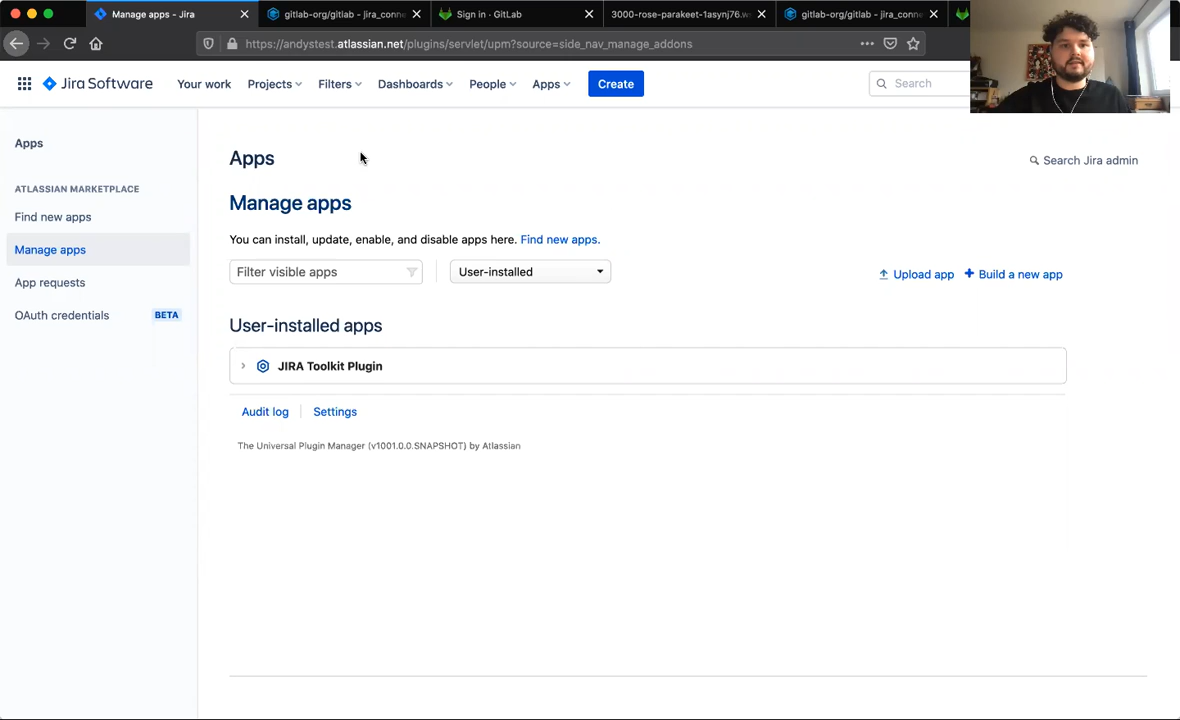 Manage apps - Jira
gitlab-org/gitlab - jira_conne
Sign in · GitLab
3000-rose-parakeet-1asynj76.w
gitlab-org/gitlab - jira_conne
https://andystest.atlassian.net/plugins/servlet/upm?source=side_nav_manage_addons
Jira Software
Your work
Projects
Filters
Dashboards
People
Apps
Create
Search
Apps
ATLASSIAN MARKETPLACE
Find new apps
Manage apps
App requests
OAuth credentials BETA
Apps
Search Jira admin
Manage apps
You can install, update, enable, and disable apps here. Find new apps.
Filter visible apps
User-installed
Upload app
Build a new app
User-installed apps
JIRA Toolkit Plugin
Audit log
Settings
The Universal Plugin Manager (v1001.0.0.SNAPSHOT) by Atlassian